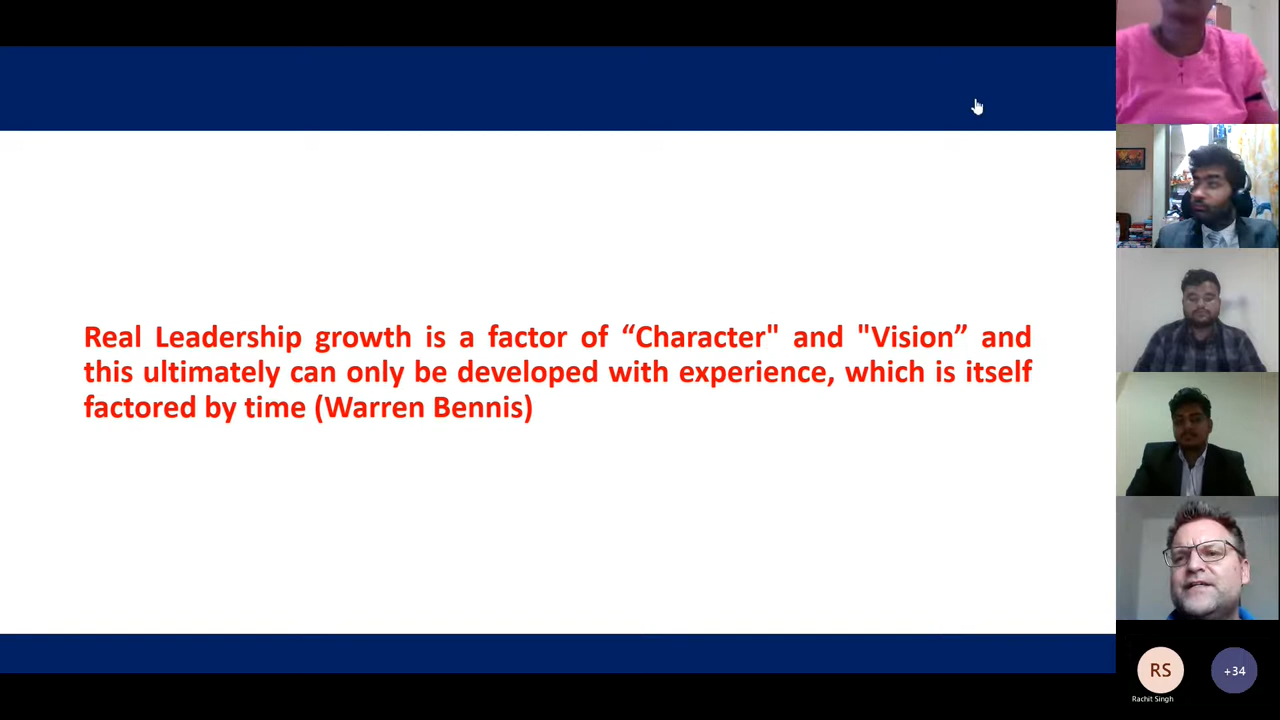 Real Leadership growth is a factor of “Character" and "Vision” and
this ultimately can only be developed with experience, which is itself
factored by time (Warren Bennis)
RS
+34
Rachit Singh